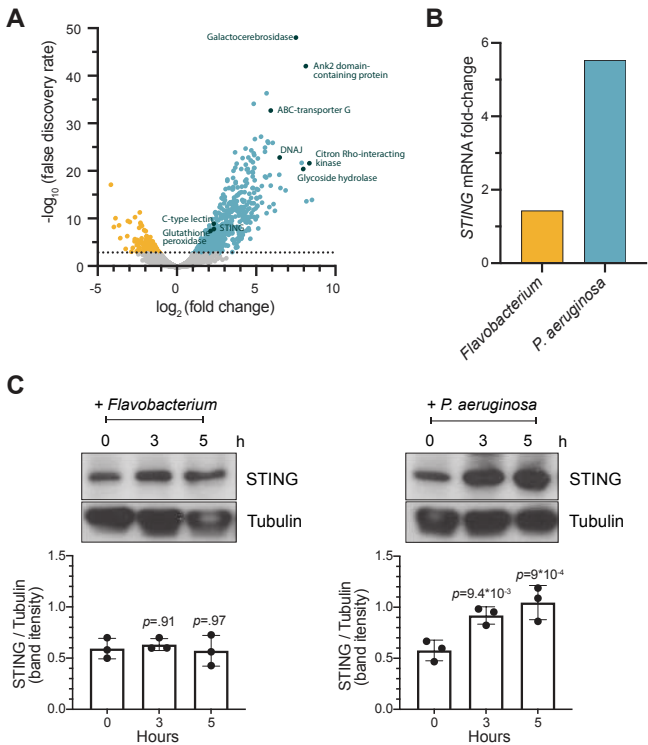 A
50
40
30
20
10
0
-log10 (false discovery rate)
Galactocerebrosidase
Ank2 domain-
containing protein
ABC-transporter G
DNAJ
Citron Rho-interacting
kinase
Glycoside hydrolase
C-type lectin
STING
Glutathione
peroxidase
-5
0
5
10
log2 (fold change)
B
6
4
2
0
STING mRNA fold-change
Flavobacterium
P. aeruginosa
C
+ Flavobacterium
0 3 5 h
STING
Tubulin
1.5
1.0
0.5
0.0
STING / Tubulin
(band itensity)
p=.91
p=.97
0 3 5
Hours
+ P. aeruginosa
0 3 5 h
STING
Tubulin
1.5
1.0
0.5
0.0
STING / Tubulin
(band itensity)
p=9.4*10-3
p=9*10-4
0 3 5
Hours